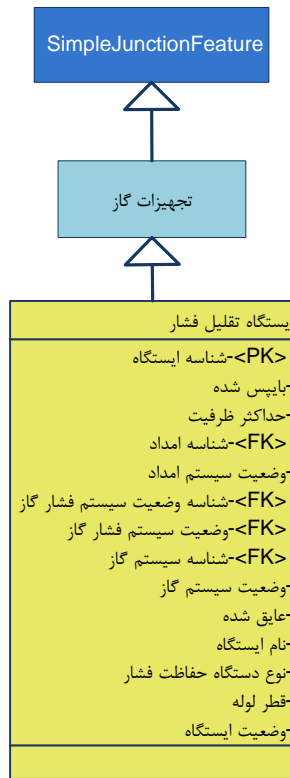 SimpleJunctionFeature
تجهیزات گاز
یستگاه تقلیل فشار
<PK>-شناسه ایستگاه
-بایپس شده
-حداکثر ظرفیت
<FK>-شناسه امداد
-وضعیت سیستم امداد
<FK>-شناسه وضعیت سیستم فشار گاز
<FK>-وضعیت سیستم فشار گاز
<FK>-شناسه سیستم گاز
-وضعیت سیستم گاز
-عایق شده
-نام ایستگاه
-نوع دستگاه حفاظت فشار
-قطر لوله
-وضعیت ایستگاه